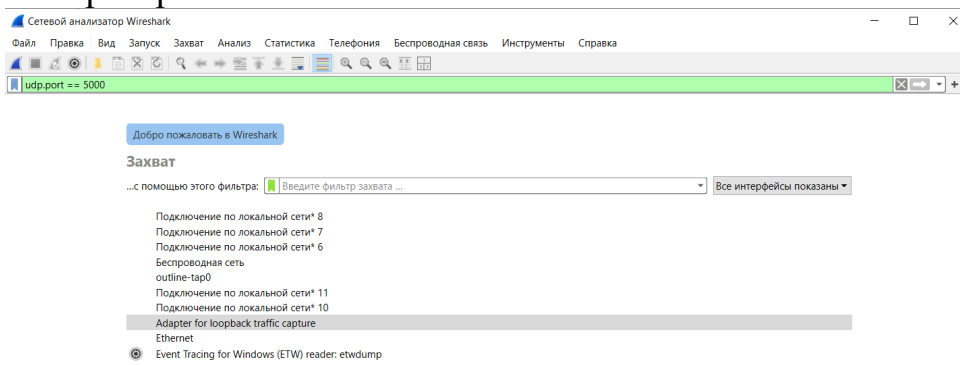 Сетевой анализатор Wireshark
Файл Правка Вид Запуск Захват Анализ Статистика Телефония Беспроводная связь Инструменты Справка
udp.port == 5000
Добро пожаловать в Wireshark
Захват
...с помощью этого фильтра: Введите фильтр захвата ... Все интерфейсы показаны
Подключение по локальной сети* 8
Подключение по локальной сети* 7
Подключение по локальной сети* 6
Беспроводная сеть
outline-tap0
Подключение по локальной сети* 11
Подключение по локальной сети* 10
Adapter for loopback traffic capture
Ethernet
Event Tracing for Windows (ETW) reader: etwdump